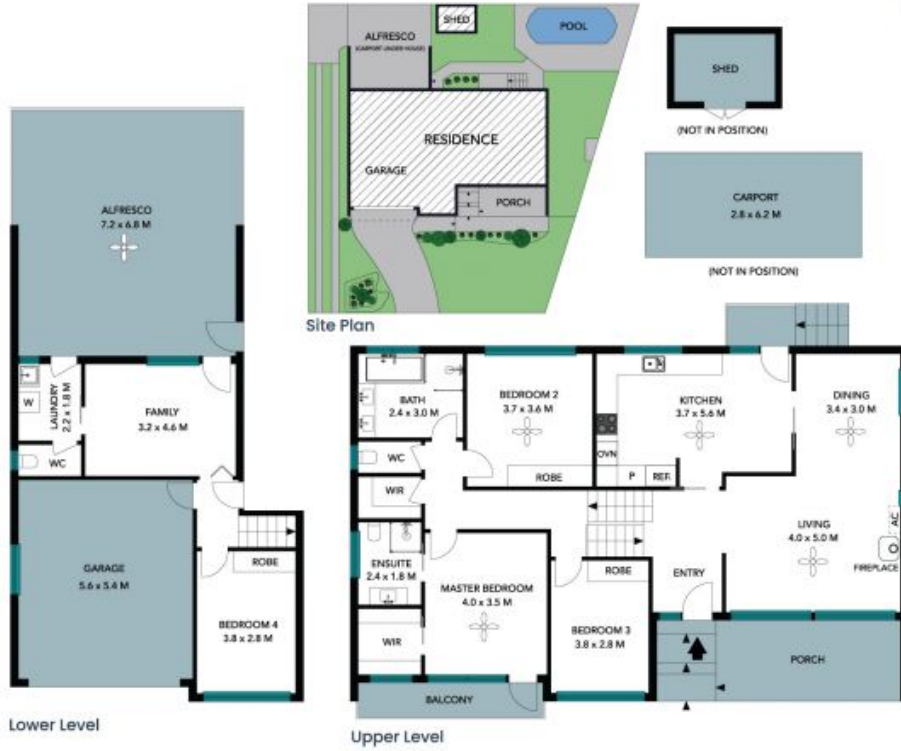 SHED
POOL
ALFRESCO
(CARPORT UNDER HOUSE)
RESIDENCE
GARAGE
PORCH
Site Plan
SHED
(NOT IN POSITION)
CARPORT
2.8 x 6.2 M
(NOT IN POSITION)
ALFRESCO
7.2 x 6.8 M
W
LAUNDRY
2.2 x 1.8 M
FAMILY
3.2 x 4.6 M
WC
GARAGE
5.6 x 5.4 M
ROBE
BEDROOM 4
3.8 x 2.8 M
Lower Level
BATH
2.4 x 3.0 M
BEDROOM 2
3.7 x 3.6 M
ROBE
KITCHEN
3.7 x 5.6 M
OVN
P
REF.
DINING
3.4 x 3.0 M
WC
WIR
LIVING
4.0 x 5.0 M
AC
FIREPLACE
ENSUITE
2.4 x 1.8 M
MASTER BEDROOM
4.0 x 3.5 M
ROBE
ENTRY
WIR
BEDROOM 3
3.8 x 2.8 M
PORCH
BALCONY
Upper Level